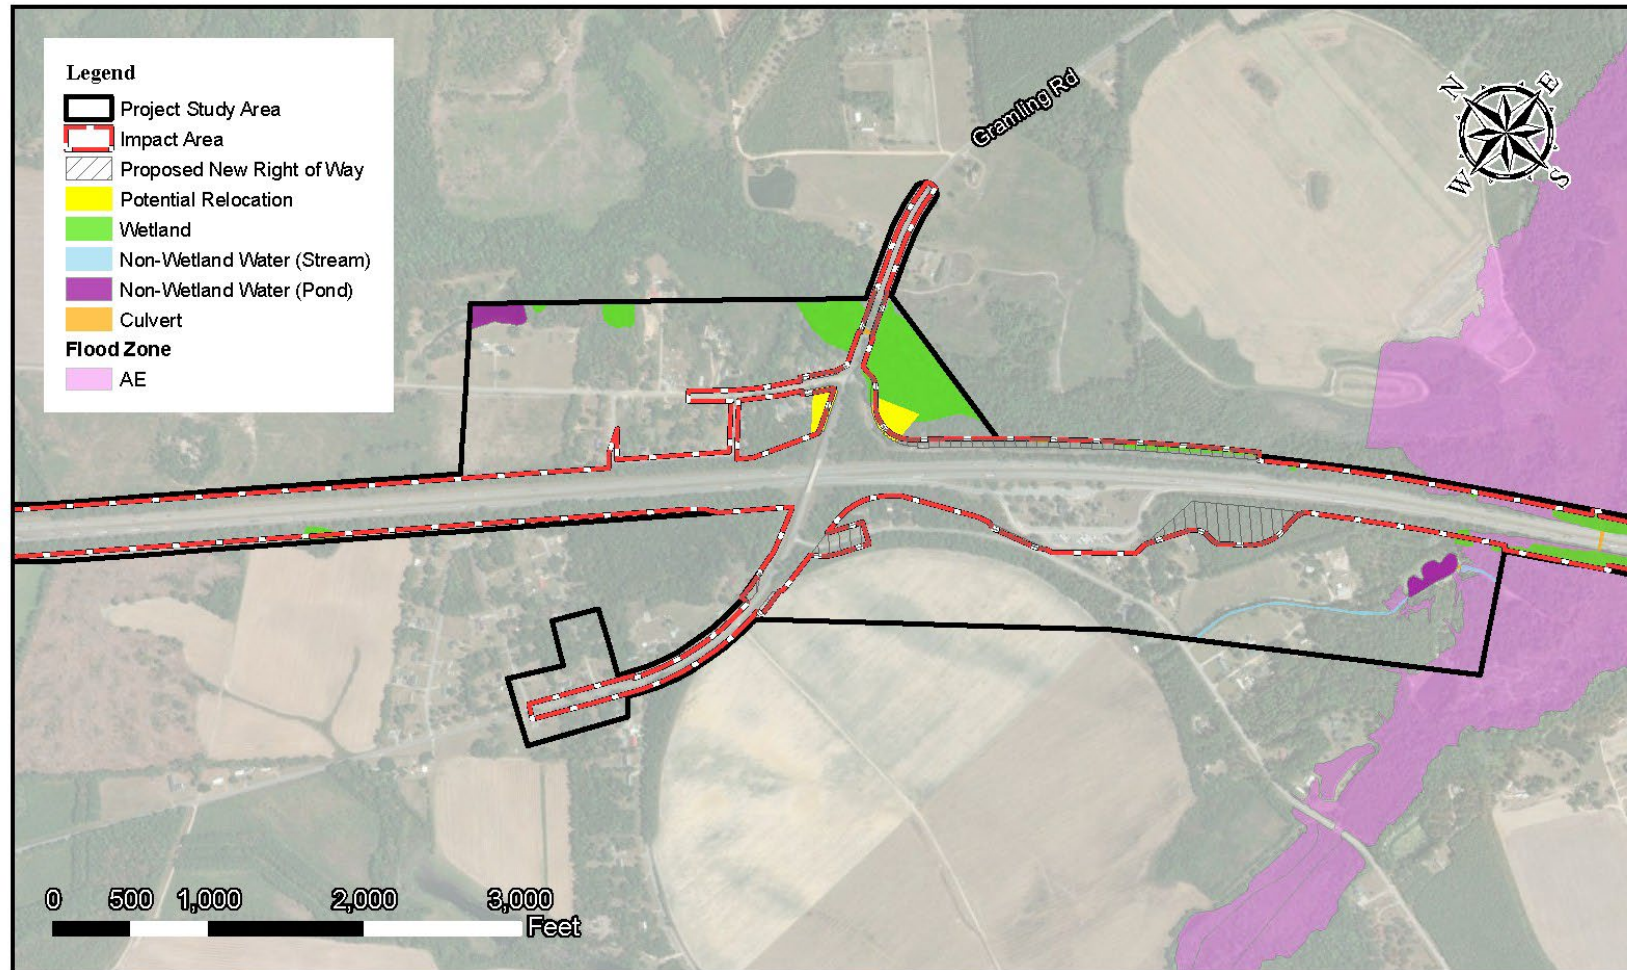 Legend
Project Study Area
Impact Area
Proposed New Right of Way
Potential Relocation
Wetland
Non-Wetland Water (Stream)
Non-Wetland Water (Pond)
Culvert
Flood Zone
AE
Gramling Rd
N E
W S
0 500 1,000 2,000 3,000
Feet